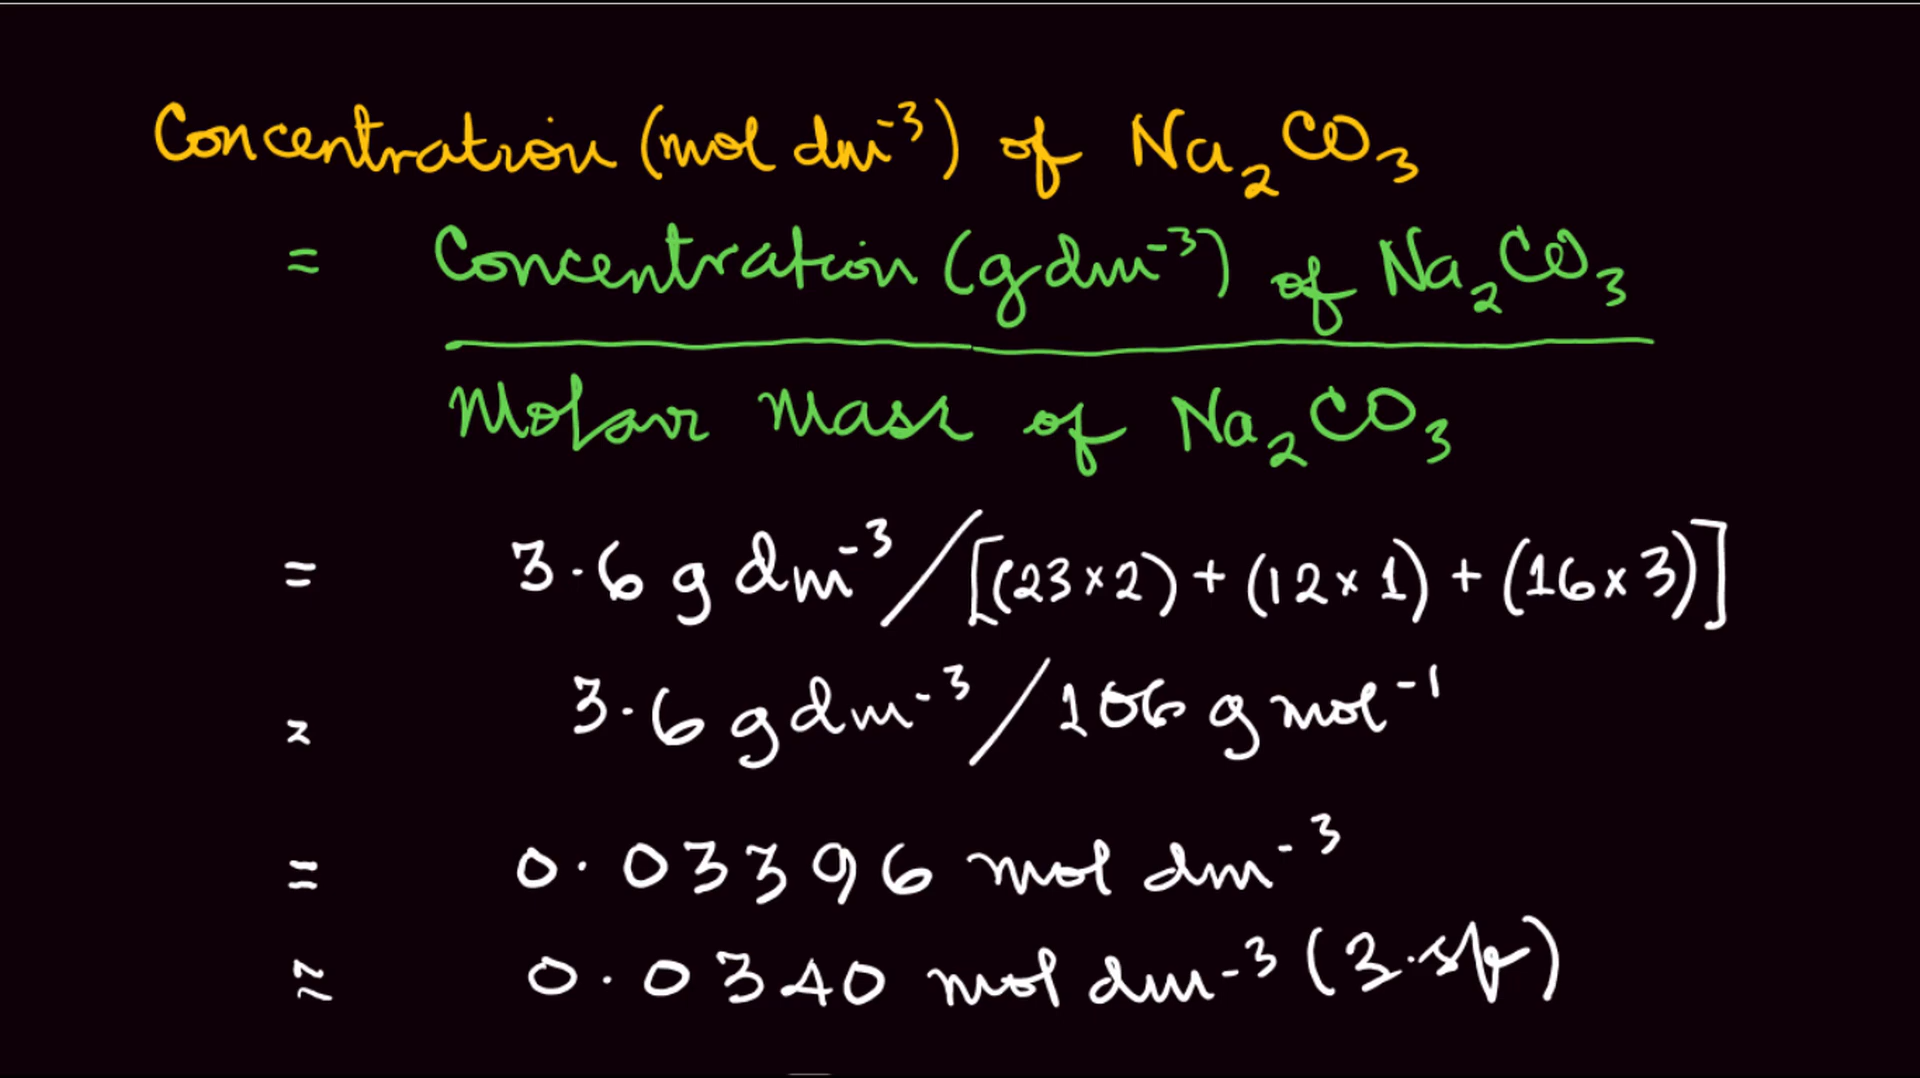 Concentration (mol dm⁻³) of Na₂CO₃
= Concentration (g dm⁻³) of Na₂CO₃
Molar Mass of Na₂CO₃
= 3.6 g dm⁻³ / [(23×2) + (12×1) + (16×3)]
= 3.6 g dm⁻³ / 106 g mol⁻¹
= 0.03396 mol dm⁻³
≈ 0.0340 mol dm⁻³ (3.sf)